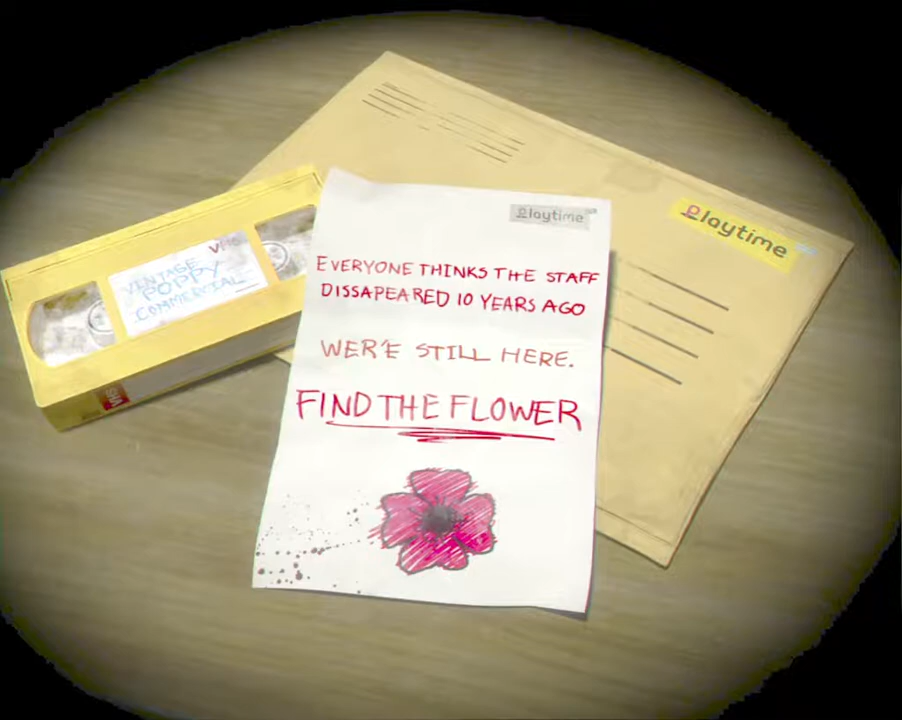 Playtime
Playtime
VHS
VINTAGE
POPPY
COMMERCIAL
VHS
EVERYONE THINKS THE STAFF
DISSAPEARED 10 YEARS AGO
WER'E STILL HERE.
FIND THE FLOWER